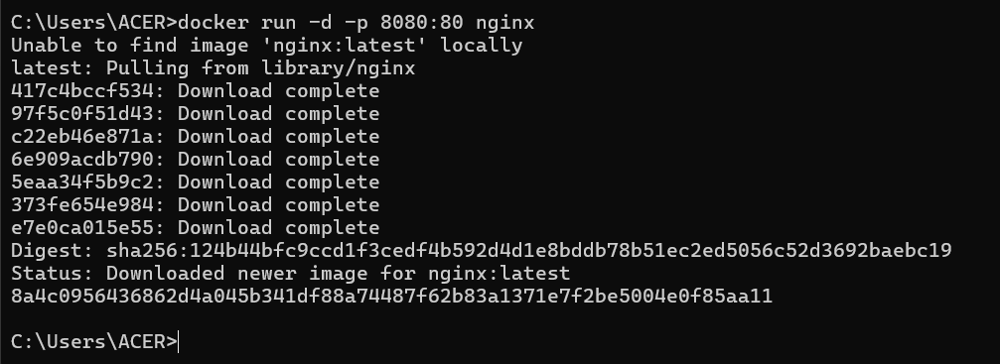 C:\Users\ACER>docker run -d -p 8080:80 nginx
Unable to find image 'nginx:latest' locally
latest: Pulling from library/nginx
417c4bccf534: Download complete
97f5c0f51d43: Download complete
c22eb46e871a: Download complete
6e909acdb790: Download complete
5eaa34f5b9c2: Download complete
373fe654e984: Download complete
e7e0ca015e55: Download complete
Digest: sha256:124b44bfc9ccd1f3cedf4b592d4d1e8bddb78b51ec2ed5056c52d3692baebc19
Status: Downloaded newer image for nginx:latest
8a4c0956436862d4a045b341df88a74487f62b83a1371e7f2be5004e0f85aa11
C:\Users\ACER>